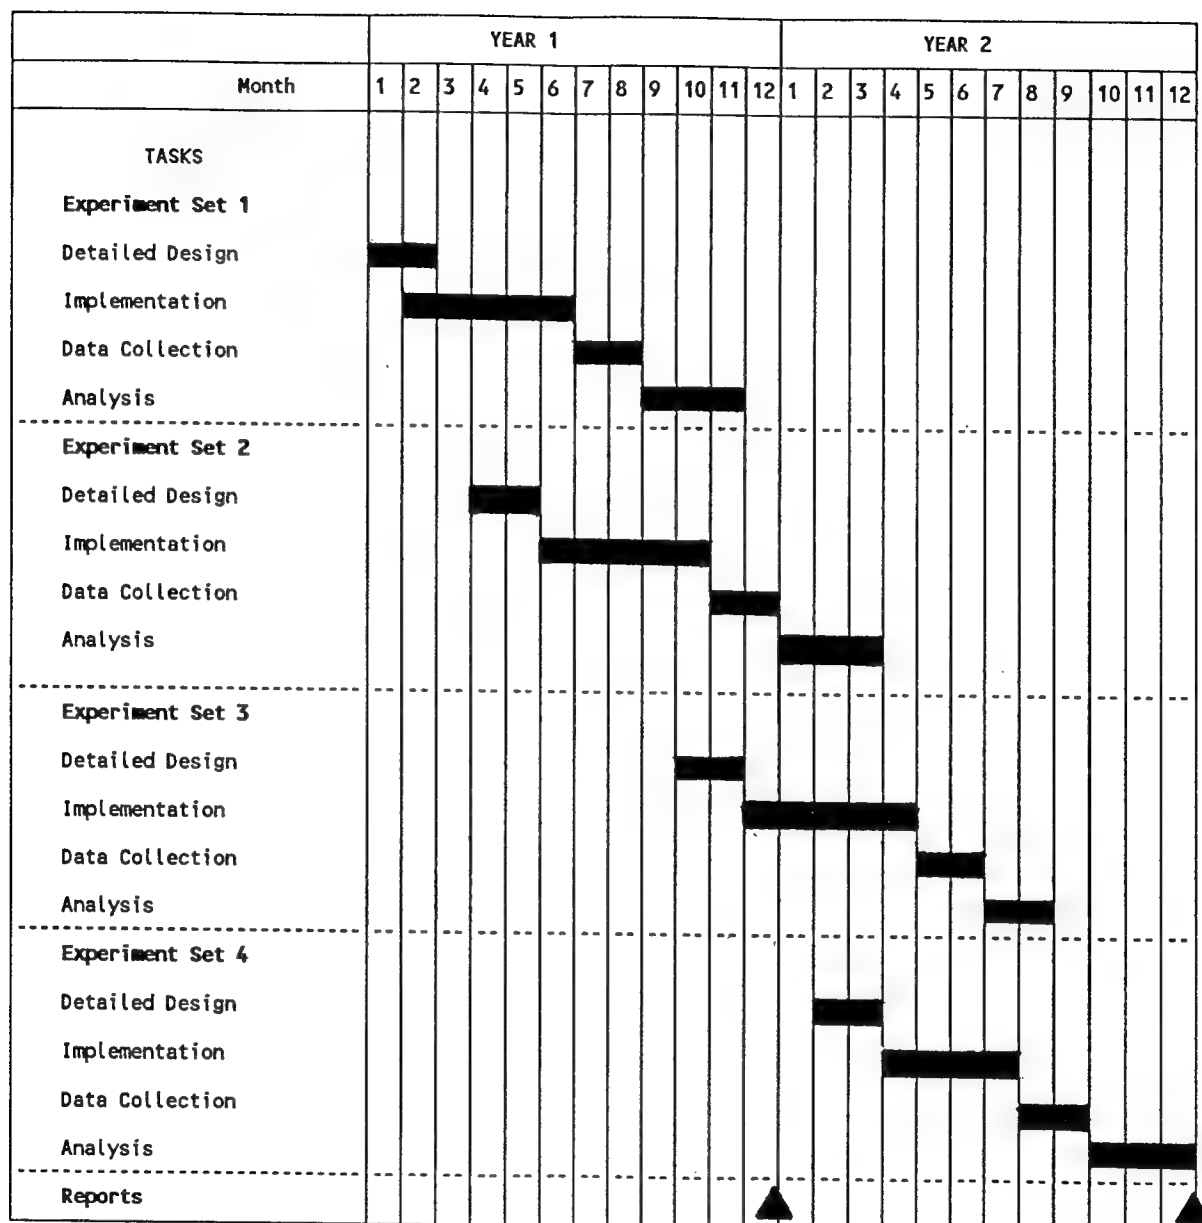 YEAR 1 YEAR 2
Month 1 2 3 4 5 6 7 8 9 10 11 12 1 2 3 4 5 6 7 8 9 10 11 12
TASKS
Experiment Set 1
Detailed Design
Implementation
Data Collection
Analysis
Experiment Set 2
Detailed Design
Implementation
Data Collection
Analysis
Experiment Set 3
Detailed Design
Implementation
Data Collection
Analysis
Experiment Set 4
Detailed Design
Implementation
Data Collection
Analysis
Reports